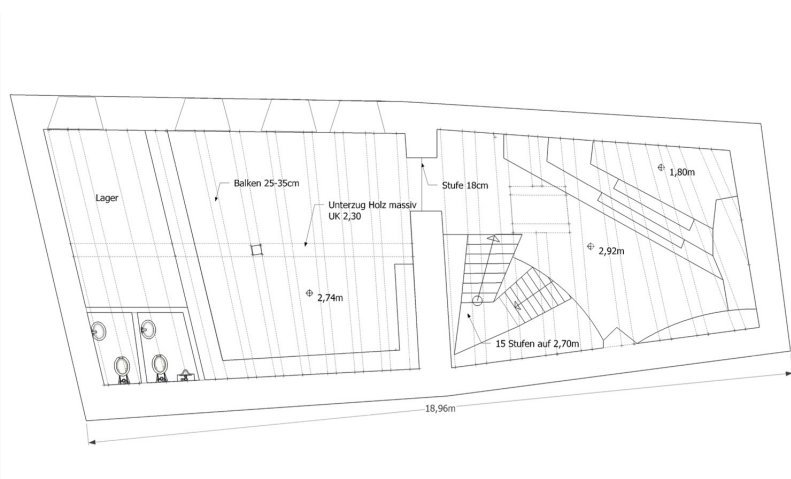 Lager
Balken 25-35cm
Stufe 18cm
1,80m
Unterzug Holz massiv
UK 2,30
2,92m
2,74m
15 Stufen auf 2,70m
18,96m